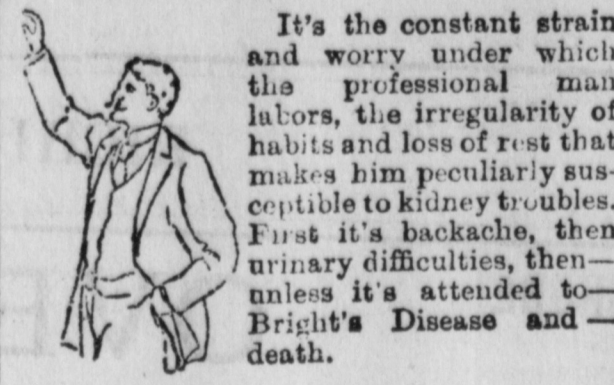 It's the constant strain
and worry under which
the professional man
labors, the irregularity of
habits and loss of rest that
makes him peculiarly sus-
ceptible to kidney troubles.
First it's backache, then
urinary difficulties, then—
unless it's attended to—
Bright's Disease and —
death.